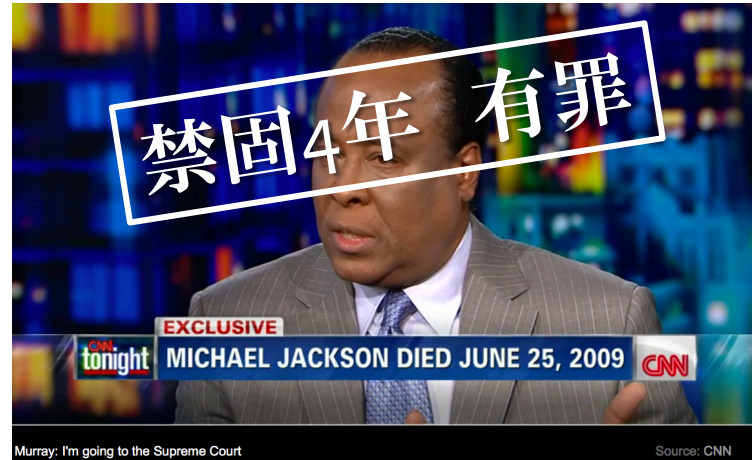 禁固4年 有罪
EXCLUSIVE
CNN
tonight
MICHAEL JACKSON DIED JUNE 25, 2009
CNN
Murray: I'm going to the Supreme Court
Source: CNN